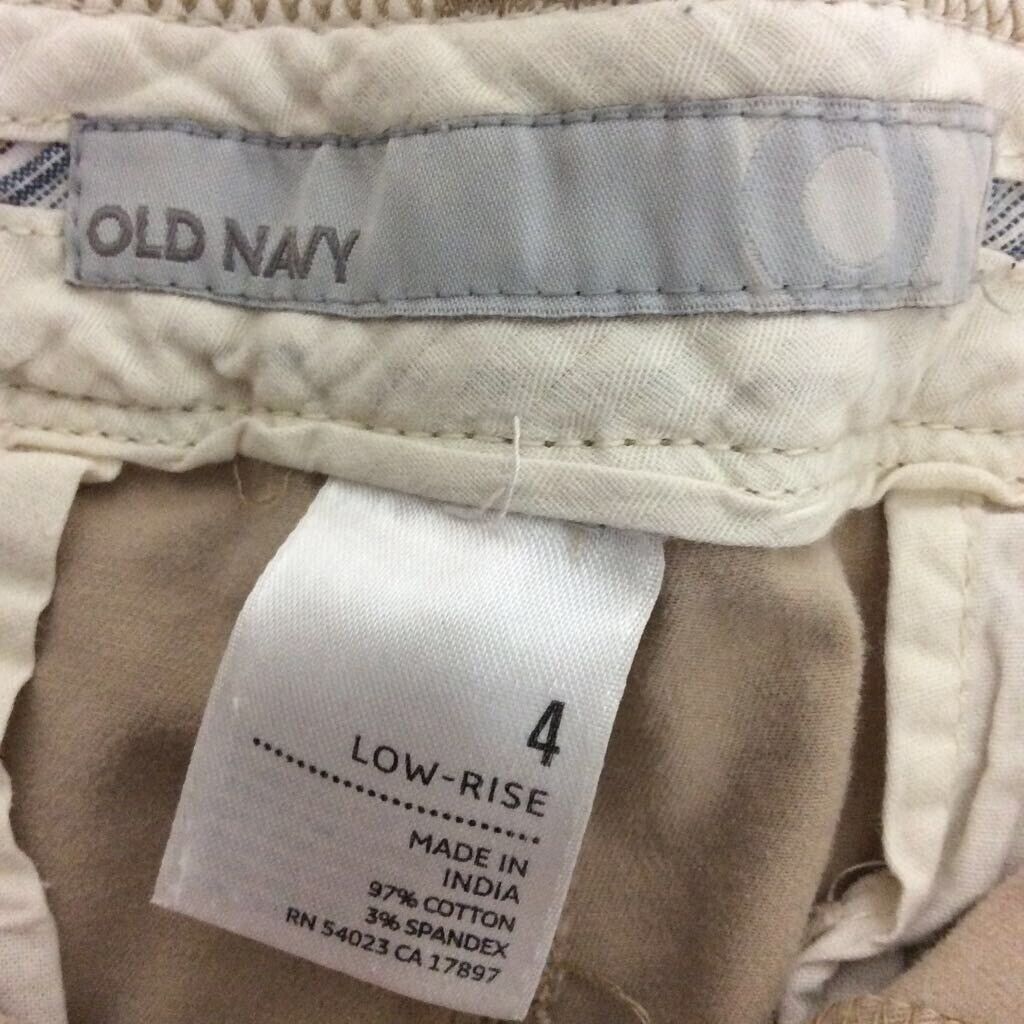 OLD NAVY
4
LOW-RISE
MADE IN
INDIA
97% COTTON
3% SPANDEX
RN 54023 CA 17897